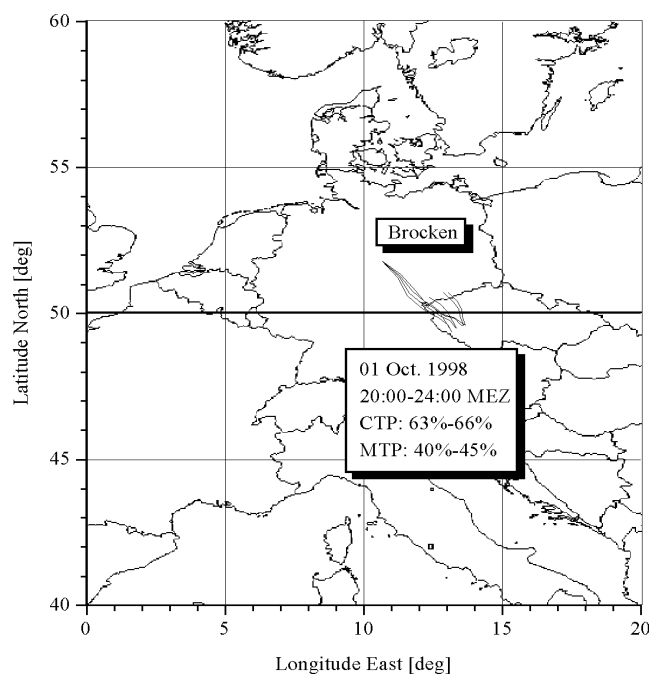 60
55
Brocken
Latitude North [deg]
50
01 Oct. 1998
20:00-24:00 MEZ
CTP: 63%-66%
MTP: 40%-45%
45
40
0 5 10 15 20
Longitude East [deg]